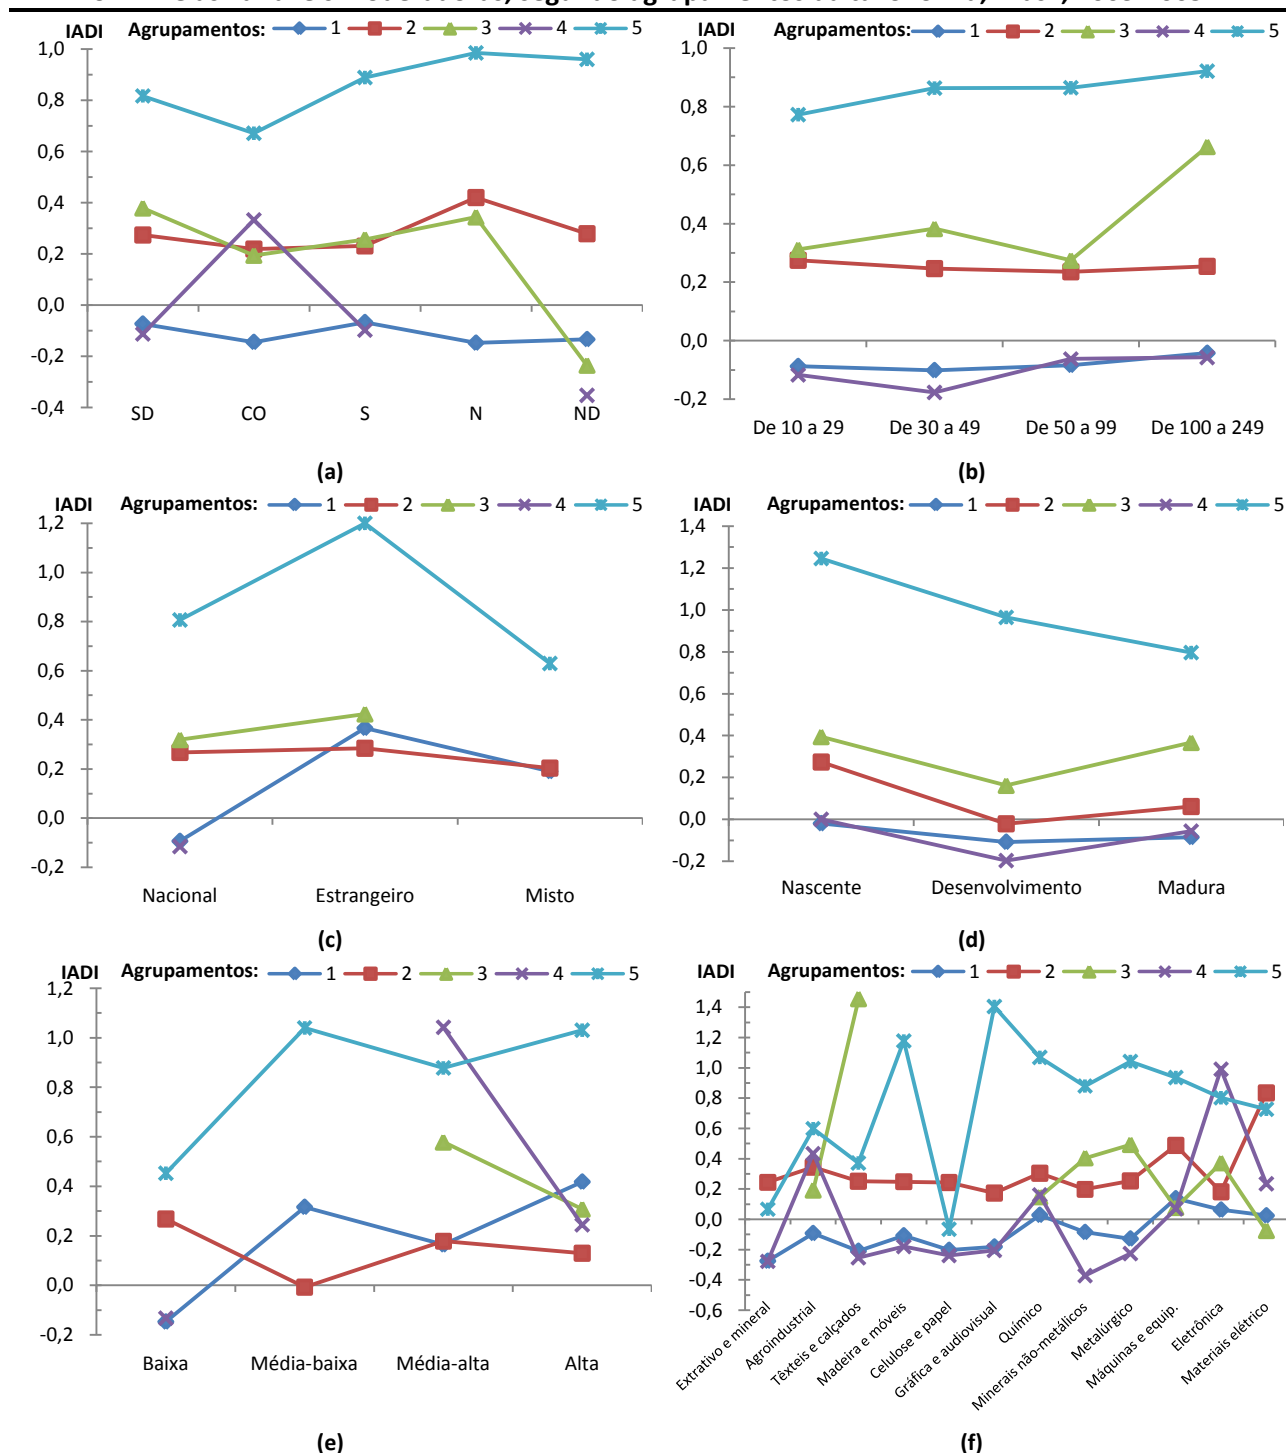 IADI Agrupamentos: 1 2 3 4 5
1,0
0,8
0,6
0,4
0,2
0,0
-0,2
-0,4
SD CO S N ND
(a)
IADI Agrupamentos: 1 2 3 4 5
1,0
0,8
0,6
0,4
0,2
0,0
-0,2
De 10 a 29 De 30 a 49 De 50 a 99 De 100 a 249
(b)
IADI Agrupamentos: 1 2 3 4 5
1,2
1,0
0,8
0,6
0,4
0,2
0,0
-0,2
Nacional Estrangeiro Misto
(c)
IADI Agrupamentos: 1 2 3 4 5
1,4
1,2
1,0
0,8
0,6
0,4
0,2
0,0
-0,2
Nascente Desenvolvimento Madura
(d)
IADI Agrupamentos: 1 2 3 4 5
1,2
1,0
0,8
0,6
0,4
0,2
0,0
-0,2
Baixa Média-baixa Média-alta Alta
(e)
IADI Agrupamentos: 1 2 3 4 5
1,4
1,2
1,0
0,8
0,6
0,4
0,2
0,0
-0,2
-0,4
-0,6
Extrativo e mineral
Agroindustrial
Têxteis e calçados
Madeira e móveis
Celulose e papel
Gráfica e audiovisual
Químico
Minerais não-metálicos
Metalúrgico
Máquinas e equip.
Eletrônica
Materiais elétrico
(f)